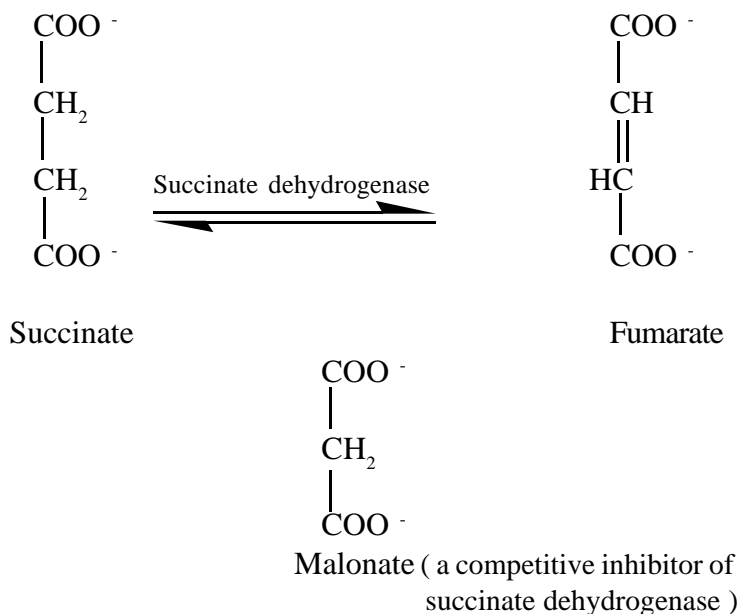 COO -
COO -
CH2
CH
CH2
HC
Succinate dehydrogenase
COO -
COO -
Succinate
Fumarate
COO -
CH2
COO -
Malonate ( a competitive inhibitor of
succinate dehydrogenase )